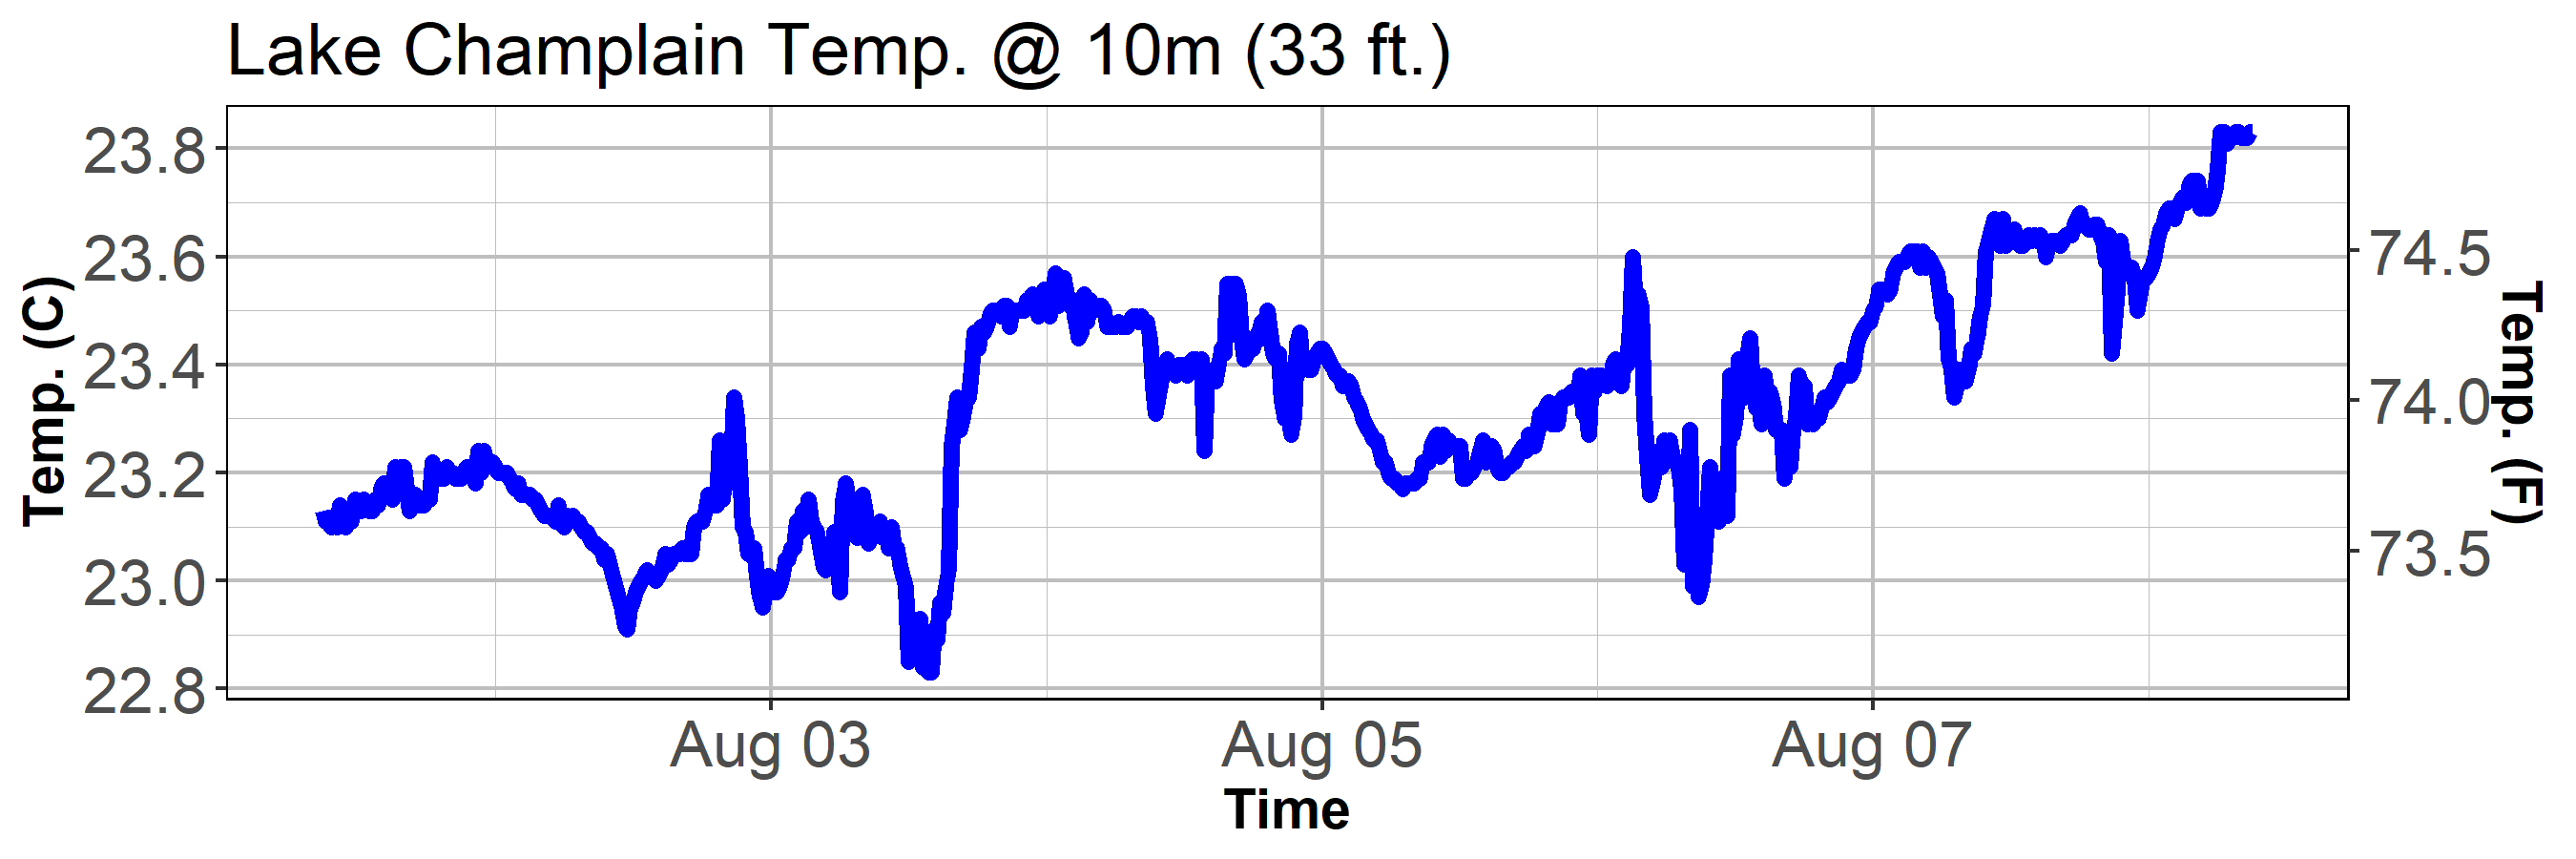 Lake Champlain Temp. @ 10m (33 ft.)
Temp. (C)
23.8
23.6
23.4
23.2
23.0
22.8
74.5
74.0
73.5
Temp. (F)
Aug 03 Aug 05 Aug 07
Time